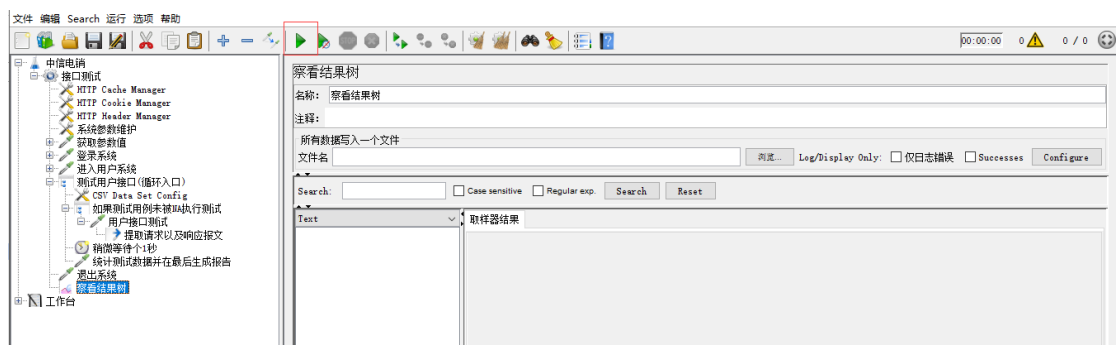 文件 编辑 Search 运行 选项 帮助
00:00:00 0 0 / 0
中信电销
接口测试
HTTP Cache Manager
HTTP Cookie Manager
HTTP Header Manager
系统参数维护
获取参数值
登录系统
进入用户系统
测试用户接口(循环入口)
CSV Data Set Config
如果测试用例未被NA执行测试
用户接口测试
提取请求以及响应报文
稍微等待个1秒
统计测试数据并在最后生成报告
退出系统
察看结果树
工作台
察看结果树
名称: 察看结果树
注释:
所有数据写入一个文件
文件名 浏览... Log/Display Only: 仅日志错误 Successes Configure
Search: Case sensitive Regular exp. Search Reset
Text 取样器结果